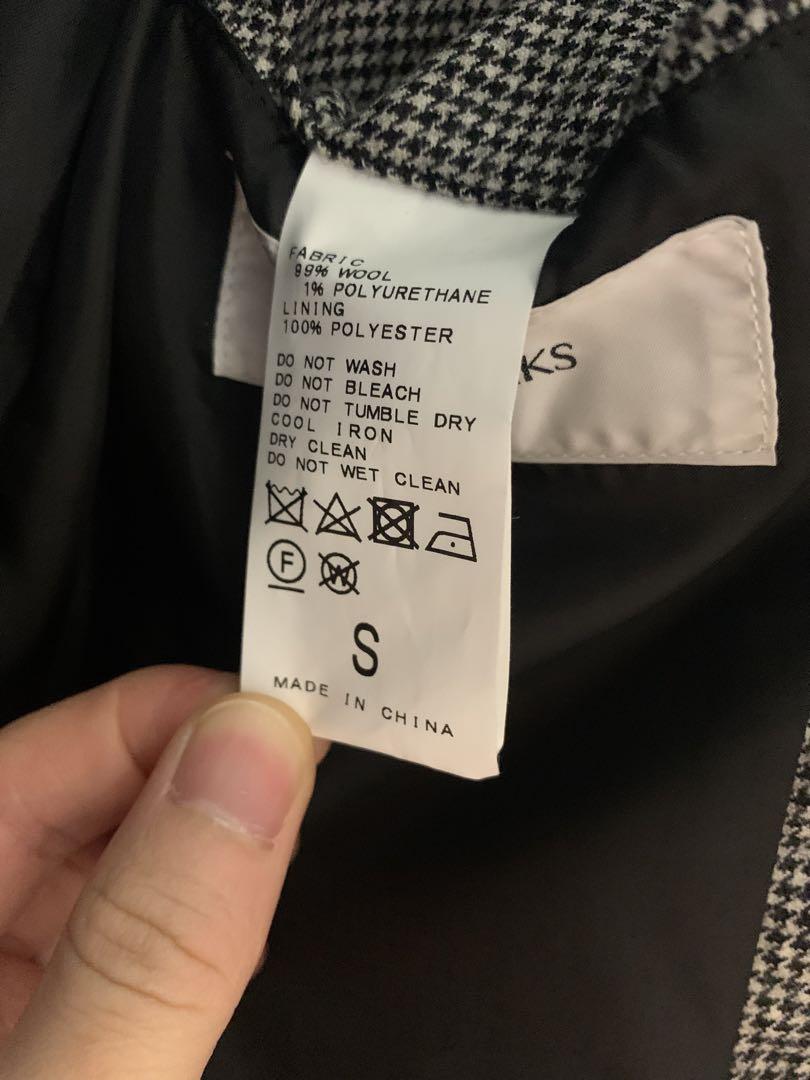 FABRIC
99% WOOL
1% POLYURETHANE
LINING
100% POLYESTER
DO NOT WASH
DO NOT BLEACH
DO NOT TUMBLE DRY
COOL IRON
DRY CLEAN
DO NOT WET CLEAN
F W
S
MADE IN CHINA
KS